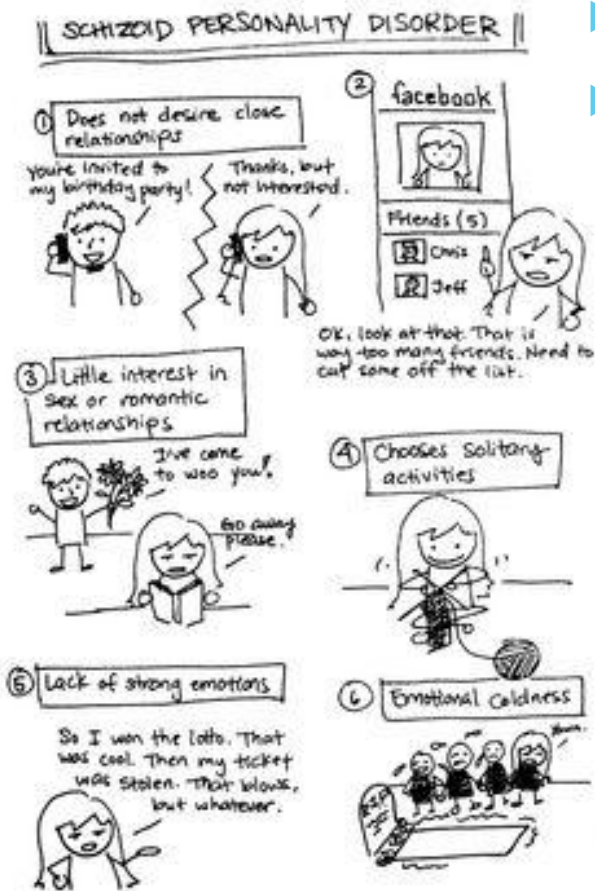 SCHIZOID PERSONALITY DISORDER
1 Does not desire close
relationships
You're invited to
my birthday party!
Thanks, but
not interested.
2
facebook
Friends (5)
Chris
Jeff
OK, look at that. That is
way too many friends. Need to
cut some off the list.
3 Little interest in
sex or romantic
relationships
I've come
to woo you!
Go away
please.
4 Chooses solitary
activities
5 Lack of strong emotions
So I won the lotto. That
was cool. Then my ticket
was stolen. That blows,
but whatever.
6 Emotional Coldness